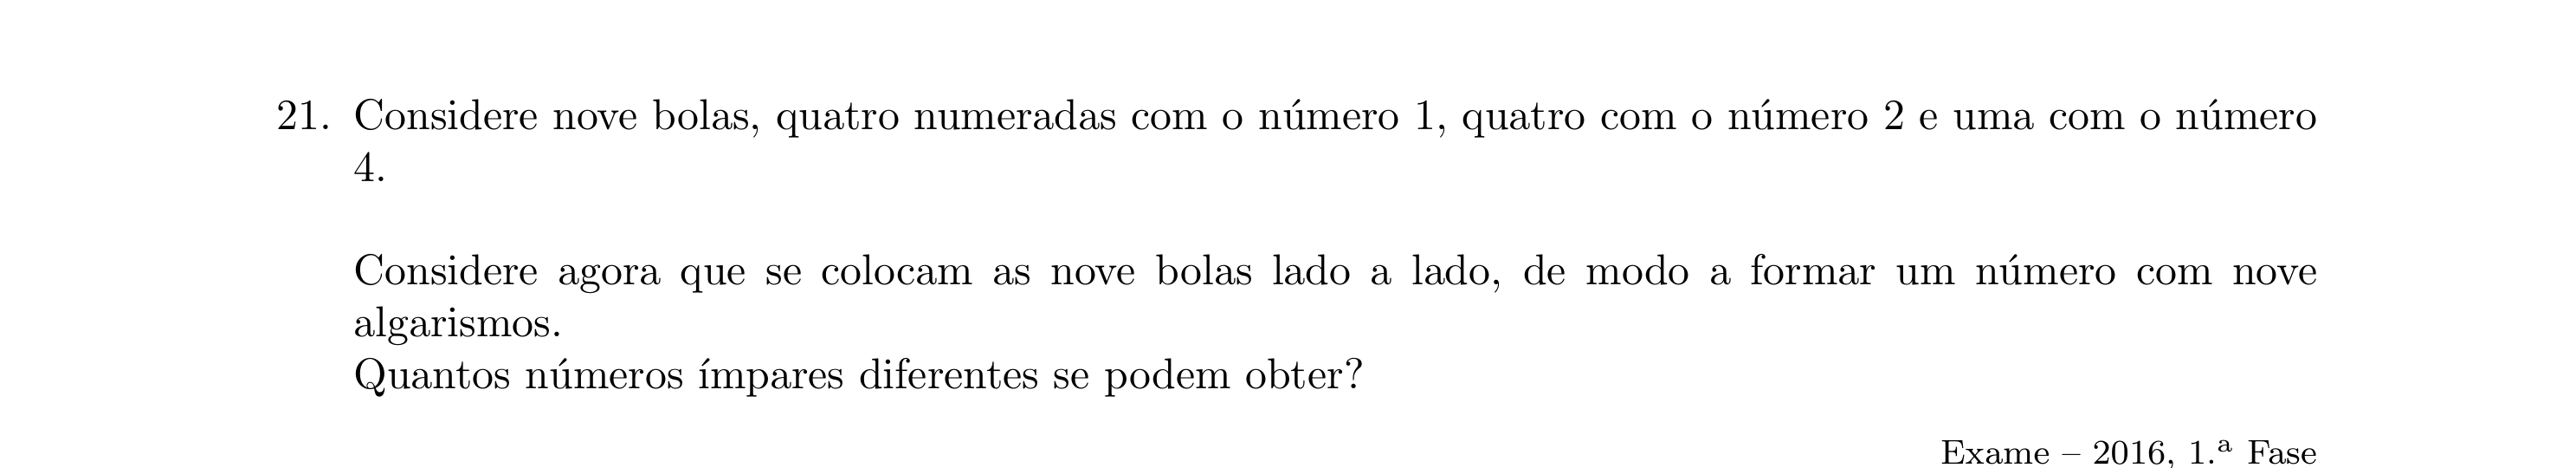 21. Considere nove bolas, quatro numeradas com o número 1, quatro com o número 2 e uma com o número
4.
Considere agora que se colocam as nove bolas lado a lado, de modo a formar um número com nove
algarismos.
Quantos números ímpares diferentes se podem obter?
Exame – 2016, 1.ª Fase